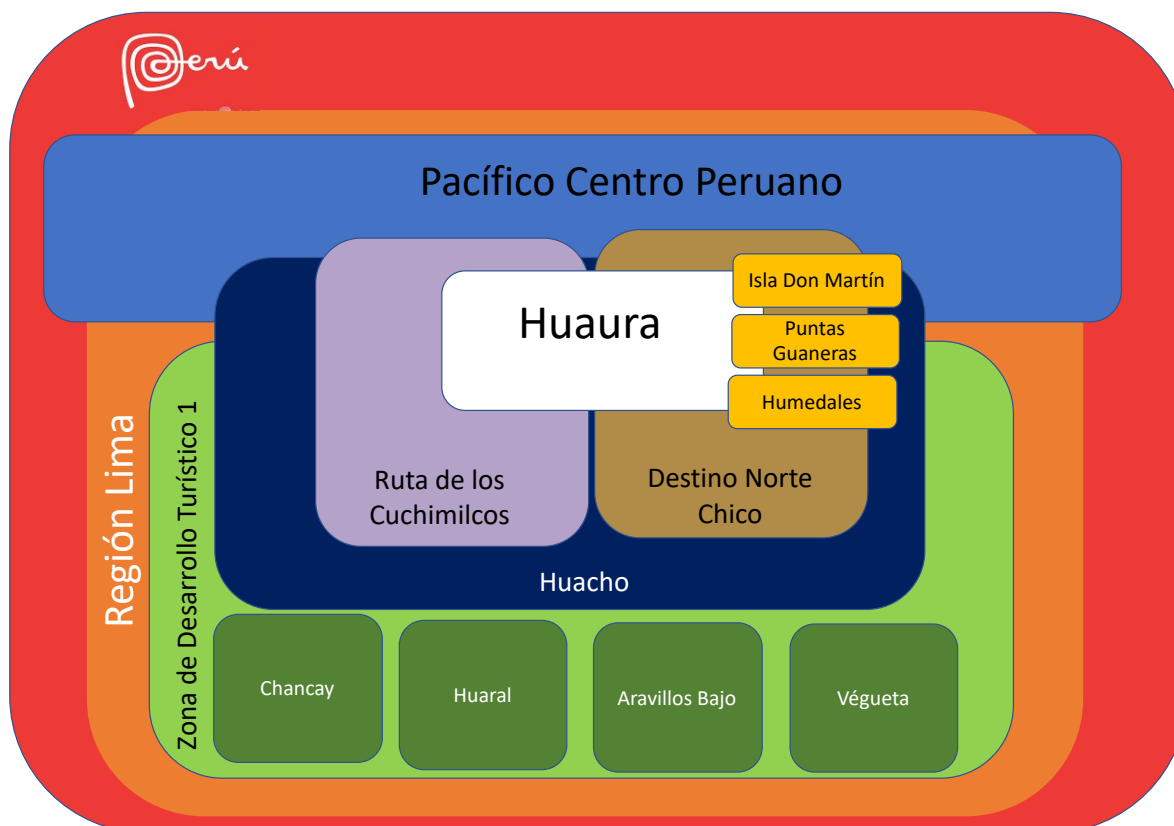 Perú
Pacífico Centro Peruano
Isla Don Martín
Huaura
Puntas
Guaneras
Humedales
Región Lima
Zona de Desarrollo Turístico 1
Ruta de los
Cuchimilcos
Destino Norte
Chico
Huacho
Chancay
Huaral
Aravillos Bajo
Végueta